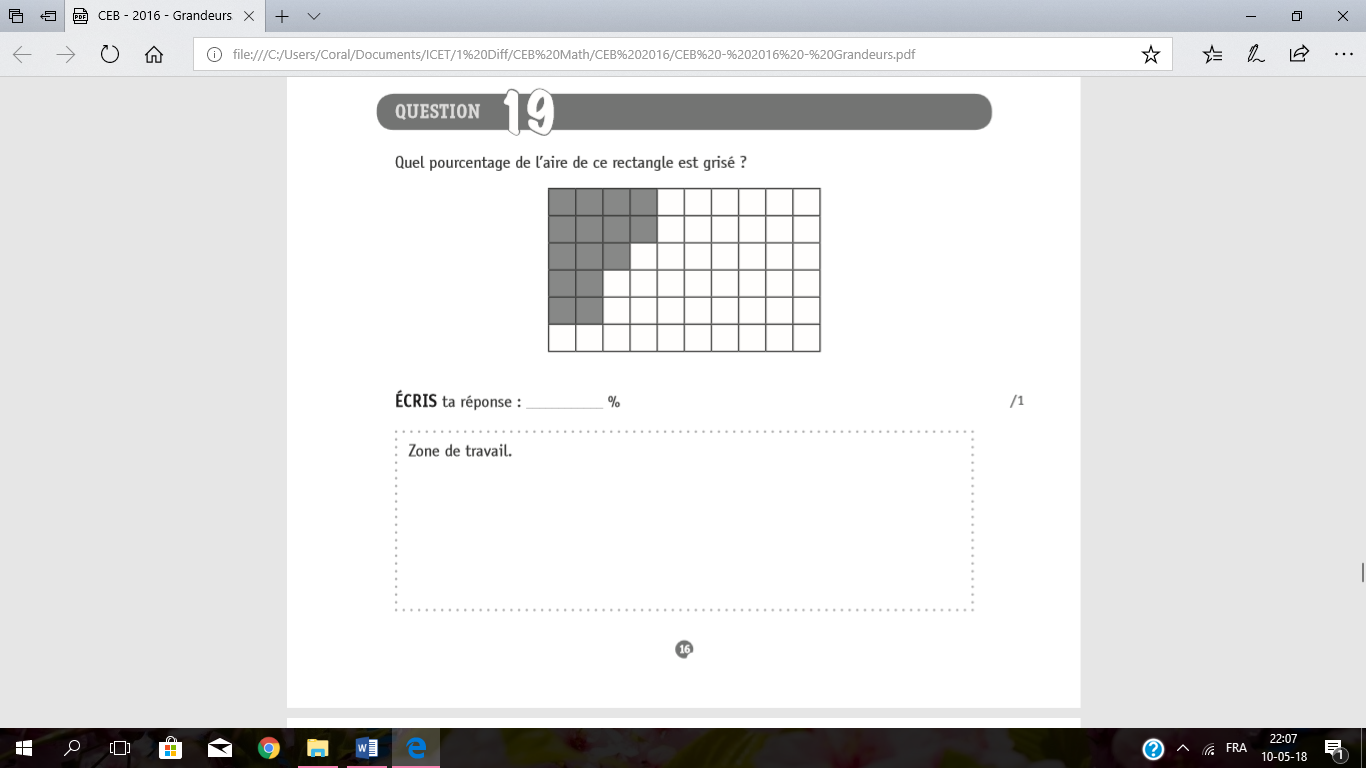 CEB - 2016 - Grandeurs
file:///C:/Users/Coral/Documents/ICET/1%20Diff/CEB%20Math/CEB%202016/CEB%20-%202016%20-%20Grandeurs.pdf
QUESTION 19
Quel pourcentage de l'aire de ce rectangle est grisé ?
ÉCRIS ta réponse : _________ %
/1
Zone de travail.
16
FRA
22:07
10-05-18
1